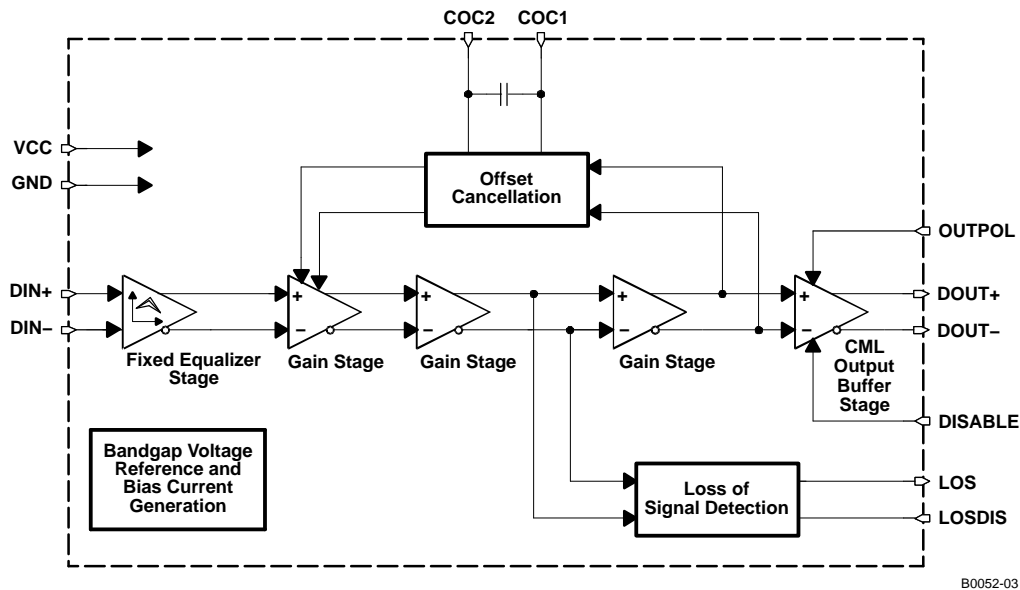 COC2 COC1
VCC
GND
Offset
Cancellation
OUTPOL
DIN+
DIN−
+
−
+
−
+
−
+
−
DOUT+
DOUT−
Fixed Equalizer
Stage
Gain Stage
Gain Stage
Gain Stage
CML
Output
Buffer
Stage
DISABLE
Bandgap Voltage
Reference and
Bias Current
Generation
Loss of
Signal Detection
LOS
LOSDIS
B0052-03